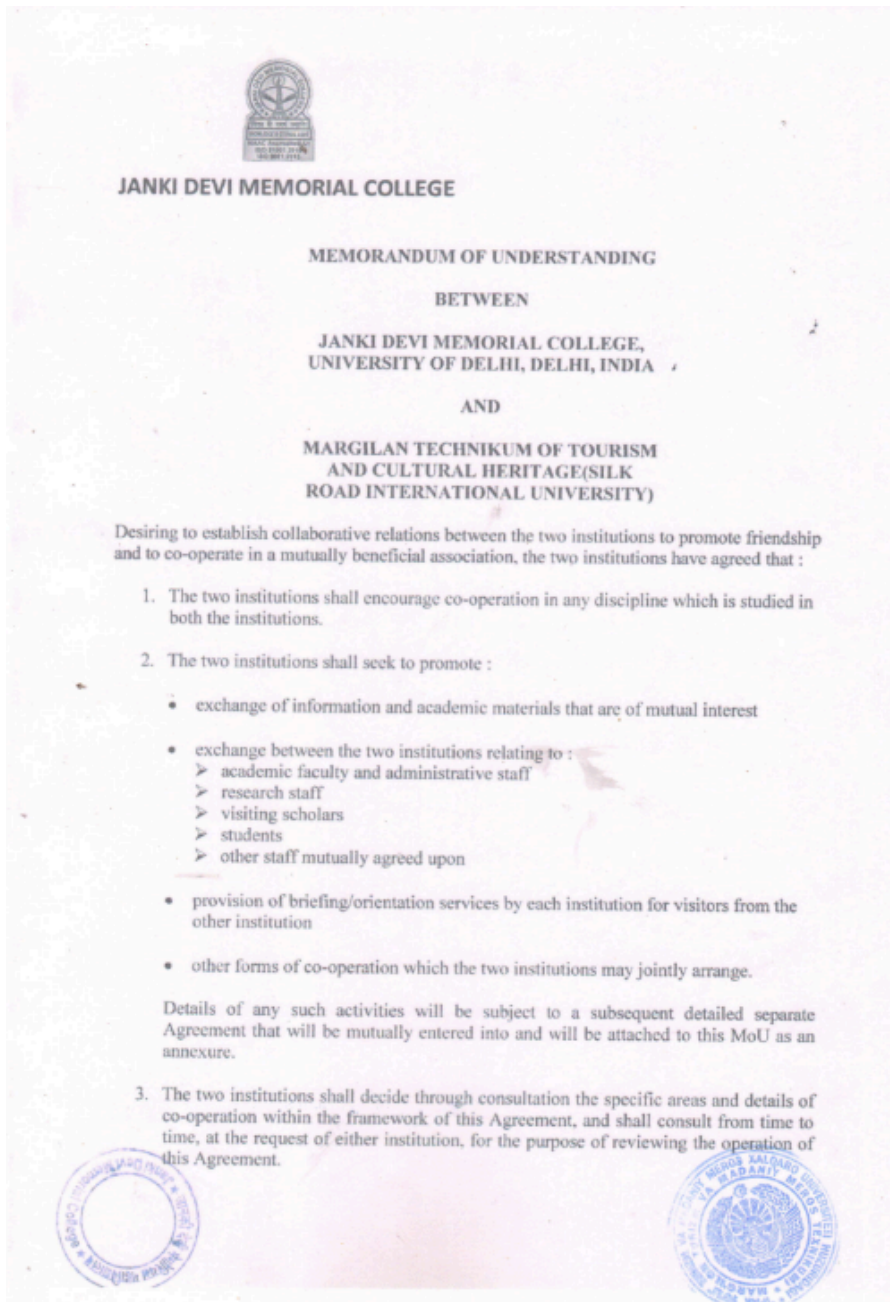 JANKI DEVI MEMORIAL COLLEGE
MEMORANDUM OF UNDERSTANDING
BETWEEN
JANKI DEVI MEMORIAL COLLEGE,
UNIVERSITY OF DELHI, DELHI, INDIA
AND
MARGILAN TECHNIKUM OF TOURISM
AND CULTURAL HERITAGE(SILK
ROAD INTERNATIONAL UNIVERSITY)
Desiring to establish collaborative relations between the two institutions to promote friendship
and to co-operate in a mutually beneficial association, the two institutions have agreed that :
1. The two institutions shall encourage co-operation in any discipline which is studied in
both the institutions.
2. The two institutions shall seek to promote :
• exchange of information and academic materials that are of mutual interest
• exchange between the two institutions relating to :
➢ academic faculty and administrative staff
➢ research staff
➢ visiting scholars
➢ students
➢ other staff mutually agreed upon
• provision of briefing/orientation services by each institution for visitors from the
other institution
• other forms of co-operation which the two institutions may jointly arrange.
Details of any such activities will be subject to a subsequent detailed separate
Agreement that will be mutually entered into and will be attached to this MoU as an
annexure.
3. The two institutions shall decide through consultation the specific areas and details of
co-operation within the framework of this Agreement, and shall consult from time to
time, at the request of either institution, for the purpose of reviewing the operation of
this Agreement.
Janki Devi Memorial College
VA MADANIY MEROS TEXNIKUMI